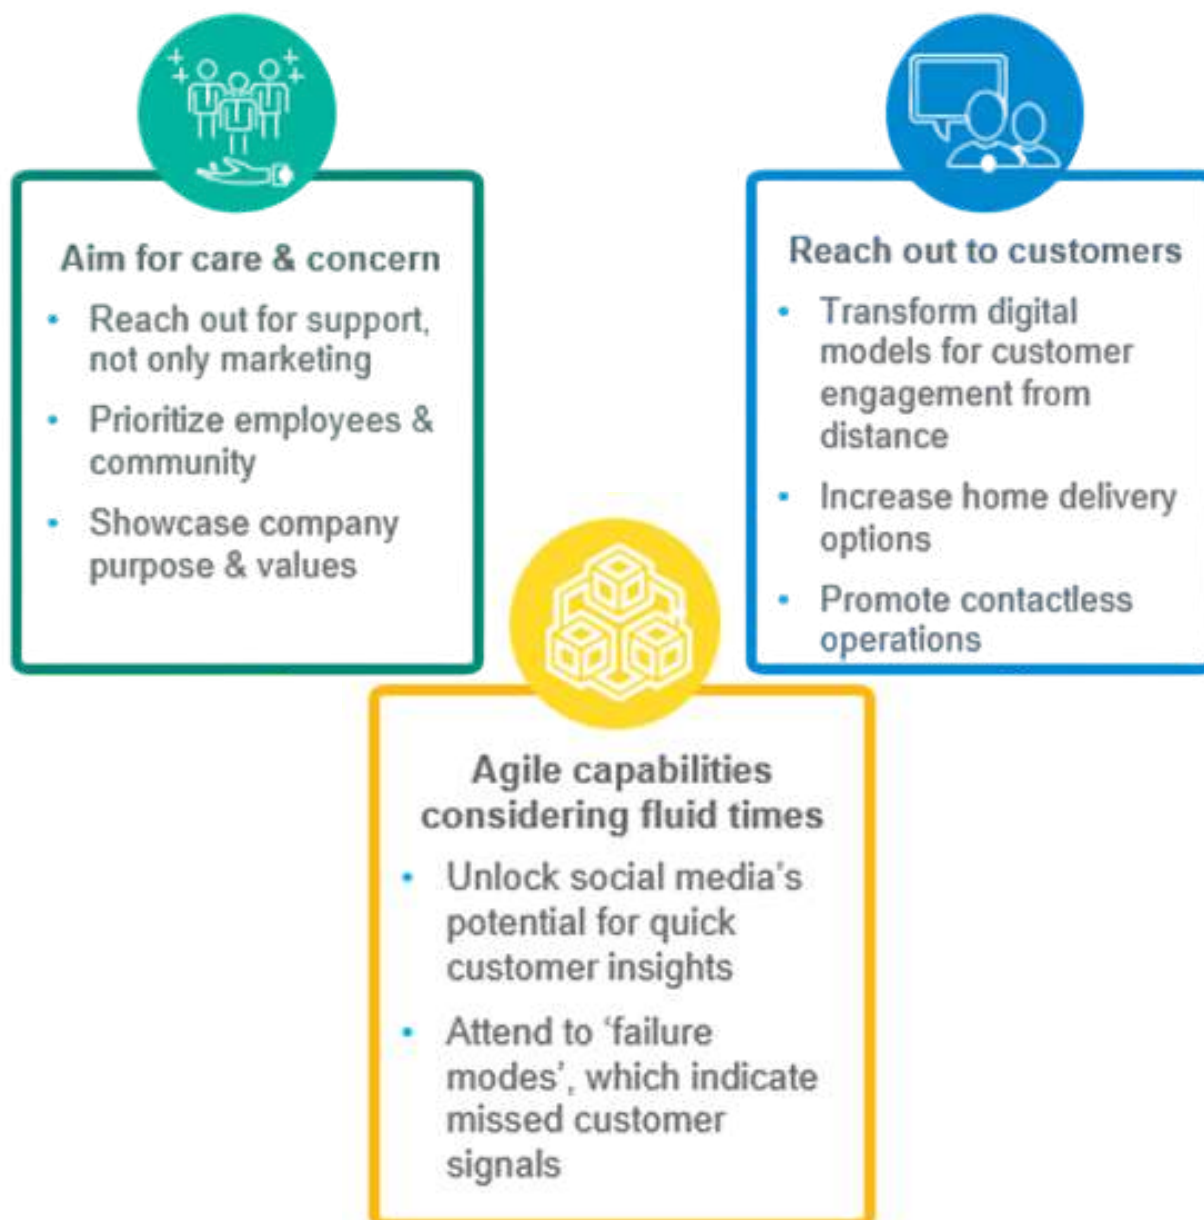 Aim for care & concern
• Reach out for support,
not only marketing
• Prioritize employees &
community
• Showcase company
purpose & values
Reach out to customers
• Transform digital
models for customer
engagement from
distance
• Increase home delivery
options
• Promote contactless
operations
Agile capabilities
considering fluid times
• Unlock social media's
potential for quick
customer insights
• Attend to ‘failure
modes’, which indicate
missed customer
signals